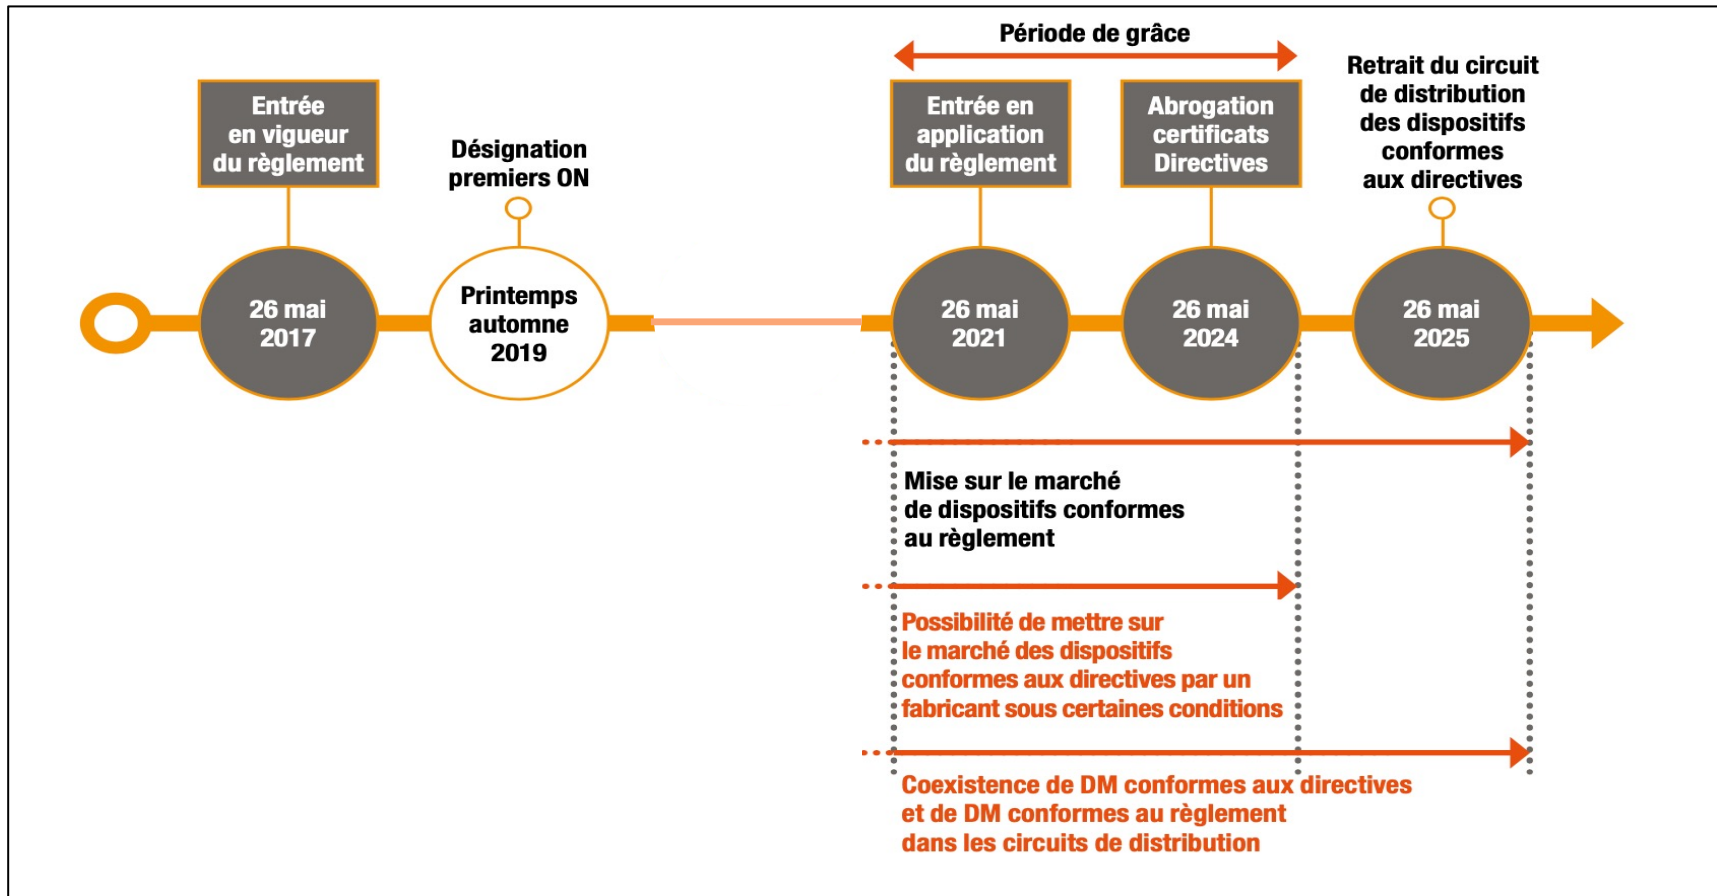 Période de grâce
Entrée
en vigueur
du règlement
Désignation
premiers ON
Entrée en
application
du règlement
Abrogation
certificats
Directives
Retrait du circuit
de distribution
des dispositifs
conformes
aux directives
26 mai
2017
Printemps
automne
2019
26 mai
2021
26 mai
2024
26 mai
2025
Mise sur le marché
de dispositifs conformes
au règlement
Possibilité de mettre sur
le marché des dispositifs
conformes aux directives par un
fabricant sous certaines conditions
Coexistence de DM conformes aux directives
et de DM conformes au règlement
dans les circuits de distribution